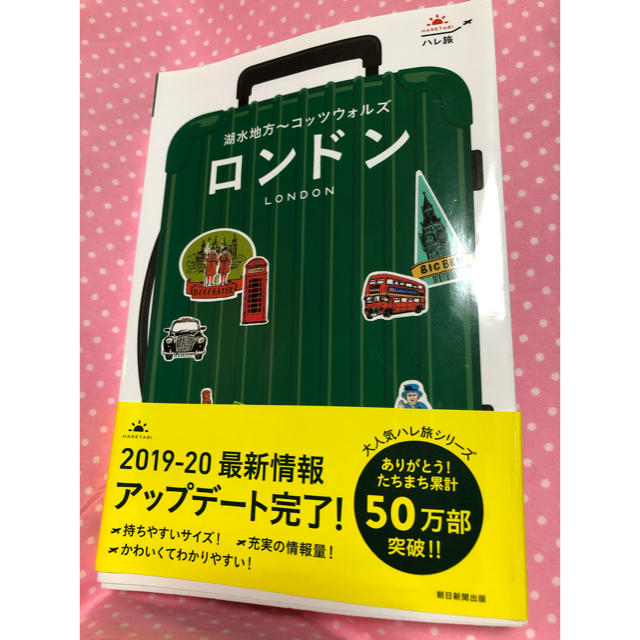 HARETABI
ハレ旅
湖水地方～コッツウォルズ
ロンドン
LONDON
BIG BEN
BEEFEATER
HARETABI
2019-20 最新情報
アップデート完了!
持ちやすいサイズ! 充実の情報量!
かわいくてわかりやすい!
大人気ハレ旅シリーズ
ありがとう!
たちまち累計
50万部
突破!!
朝日新聞出版